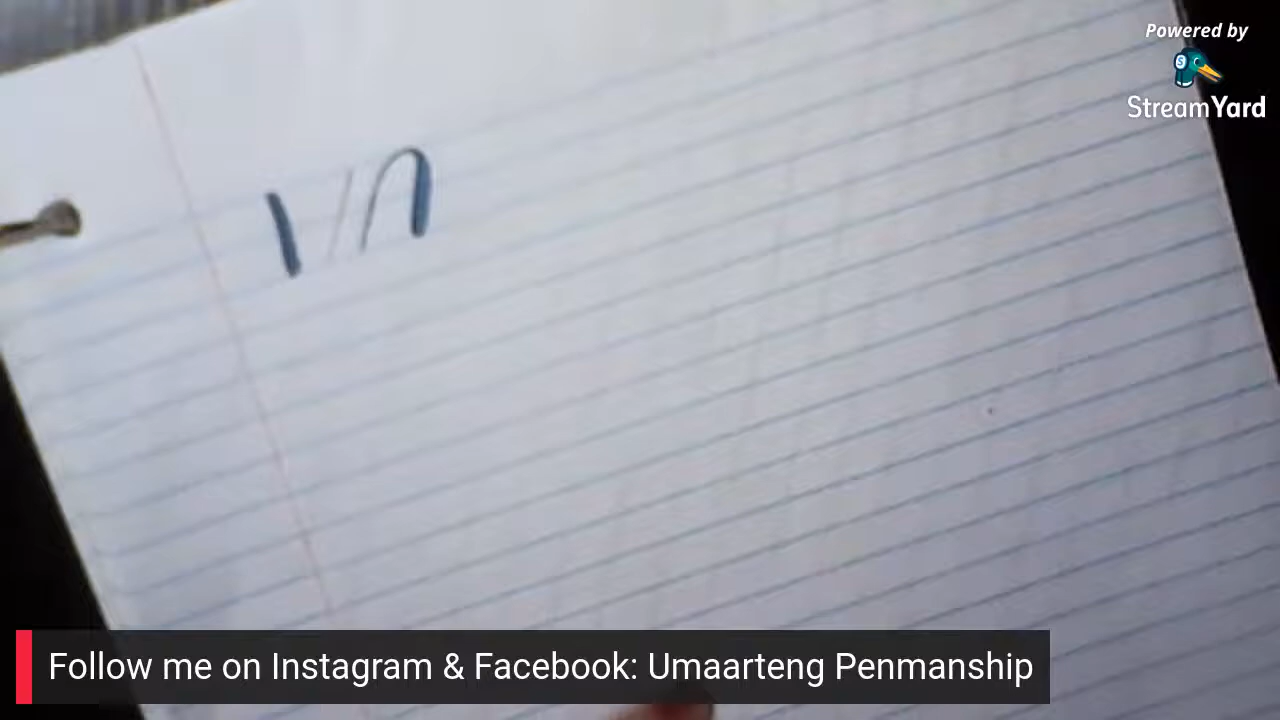 Powered by
StreamYard
Follow me on Instagram & Facebook: Umaarteng Penmanship